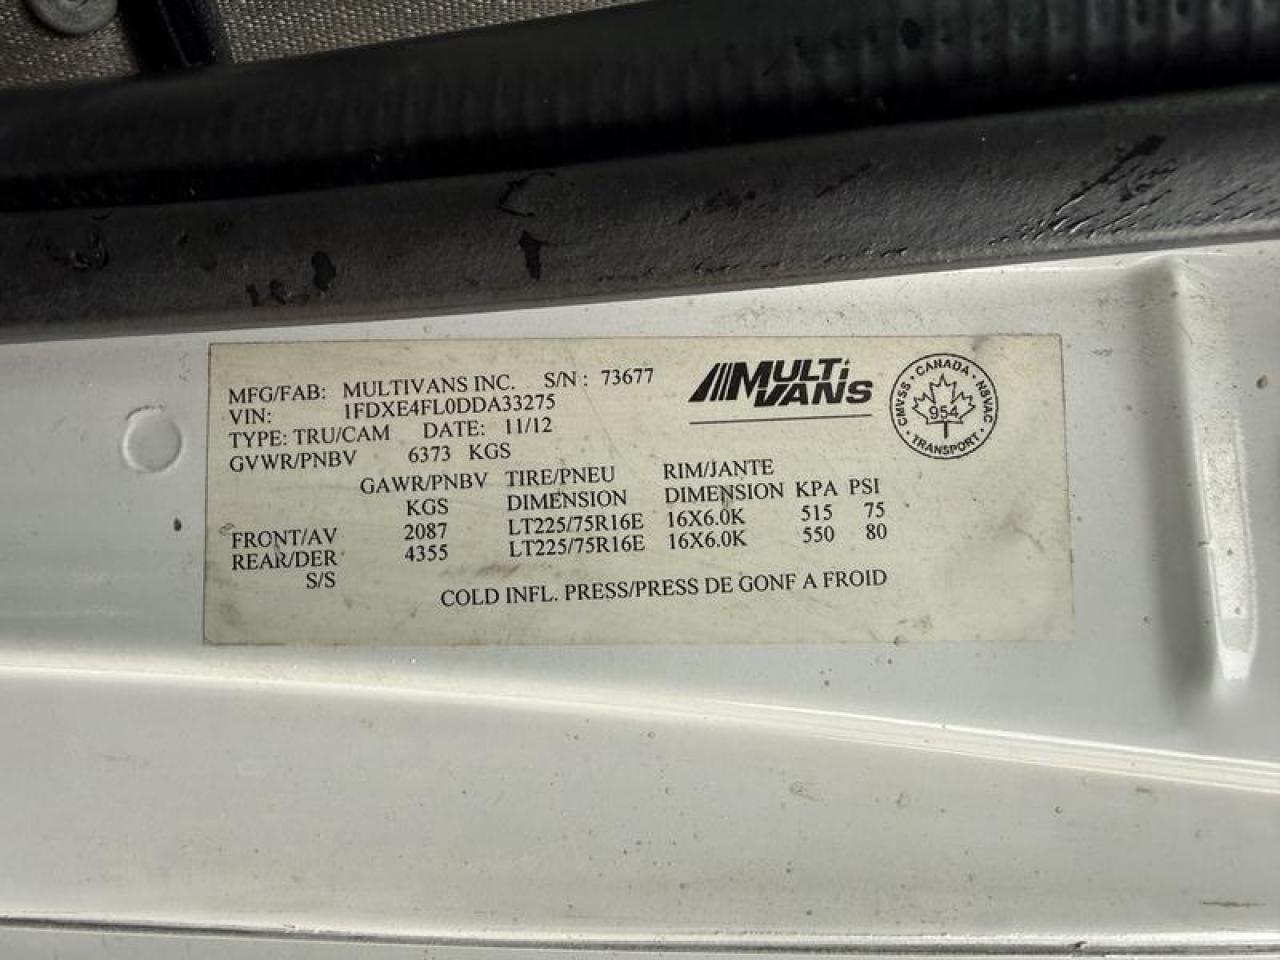 MFG/FAB: MULTIVANS INC. S/N: 73677
VIN: 1FDXE4FL0DDA33275
TYPE: TRU/CAM DATE: 11/12
GVWR/PNBV 6373 KGS
MULTI
VANS
CMVSS • CANADA • NSVAC • TRANSPORT •
954
GAWR/PNBV TIRE/PNEU RIM/JANTE
KGS DIMENSION DIMENSION KPA PSI
FRONT/AV 2087 LT225/75R16E 16X6.0K 515 75
REAR/DER 4355 LT225/75R16E 16X6.0K 550 80
S/S
COLD INFL. PRESS/PRESS DE GONF A FROID